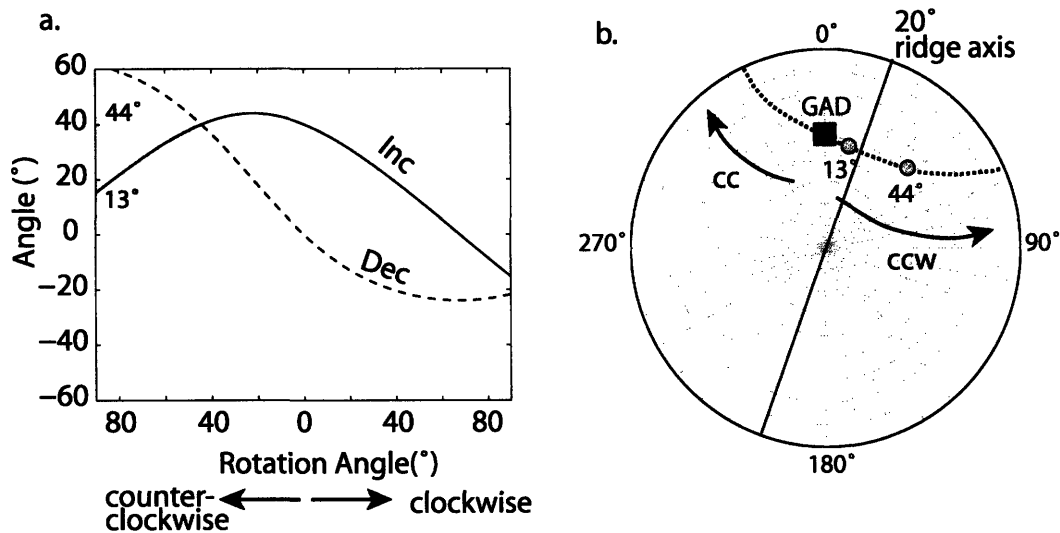 a.
60
40
20
0
−20
−40
−60
Angle (°)
44°
13°
Inc
Dec
80 40 0 40 80
Rotation Angle(°)
counter-
clockwise
clockwise
b.
0°
20°
ridge axis
GAD
13°
44°
cc
ccw
270°
90°
180°